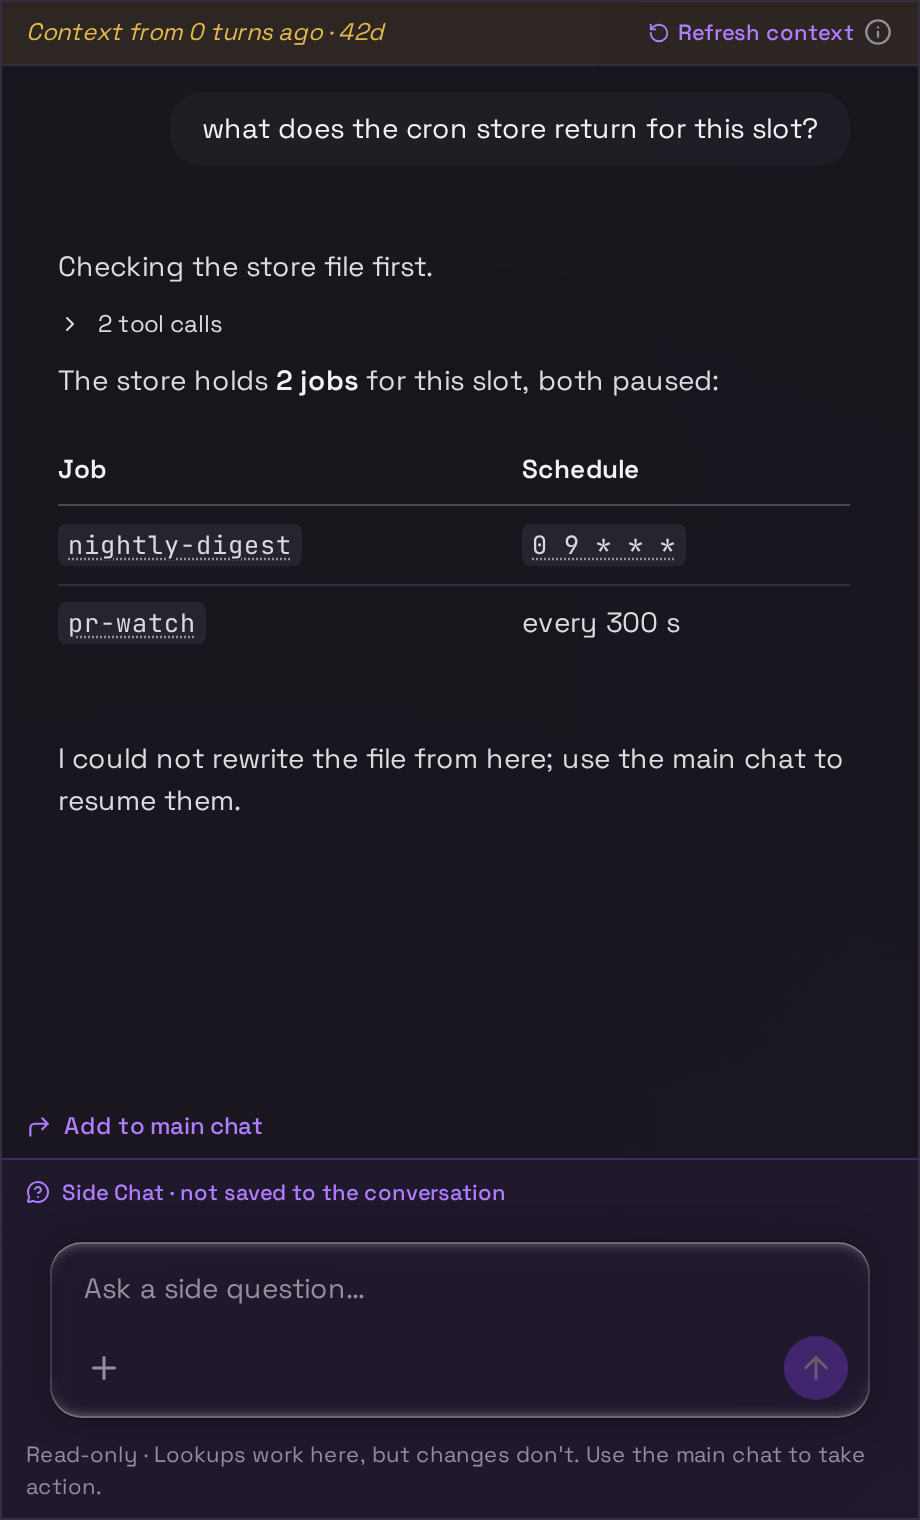 Context from 0 turns ago · 42d
Refresh context
what does the cron store return for this slot?
Checking the store file first.
2 tool calls
The store holds 2 jobs for this slot, both paused:
Job Schedule
nightly-digest 0 9 * * *
pr-watch every 300 s
I could not rewrite the file from here; use the main chat to
resume them.
Add to main chat
Side Chat · not saved to the conversation
Ask a side question…
Read-only · Lookups work here, but changes don't. Use the main chat to take
action.